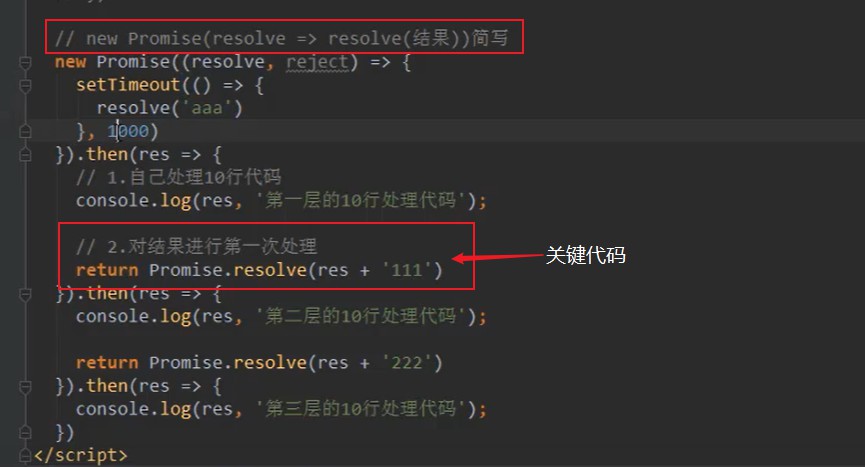 // new Promise(resolve => resolve(结果))简写
new Promise((resolve, reject) => {
setTimeout(() => {
resolve('aaa')
}, 1000)
}).then(res => {
// 1.自己处理10行代码
console.log(res, '第一层的10行处理代码');
// 2.对结果进行第一次处理
return Promise.resolve(res + '111')
关键代码
}).then(res => {
console.log(res, '第二层的10行处理代码');
return Promise.resolve(res + '222')
}).then(res => {
console.log(res, '第三层的10行处理代码');
})
</script>